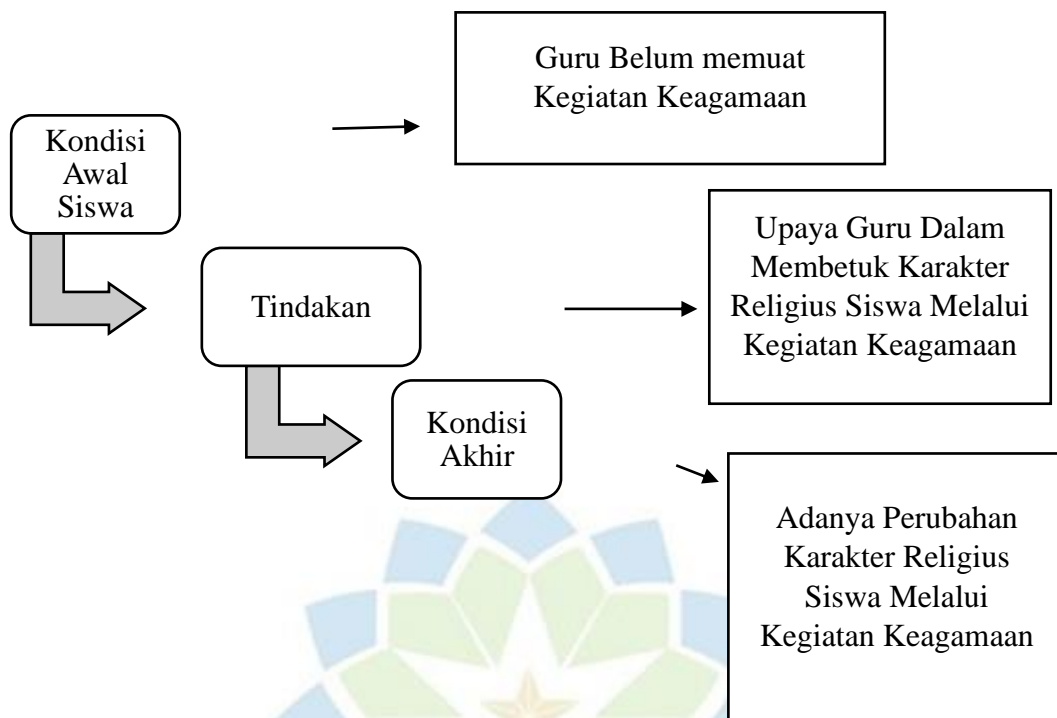 Guru Belum memuat
Kegiatan Keagamaan
Kondisi
Awal
Siswa
Upaya Guru Dalam
Membetuk Karakter
Religius Siswa Melalui
Kegiatan Keagamaan
Tindakan
Kondisi
Akhir
Adanya Perubahan
Karakter Religius
Siswa Melalui
Kegiatan Keagamaan